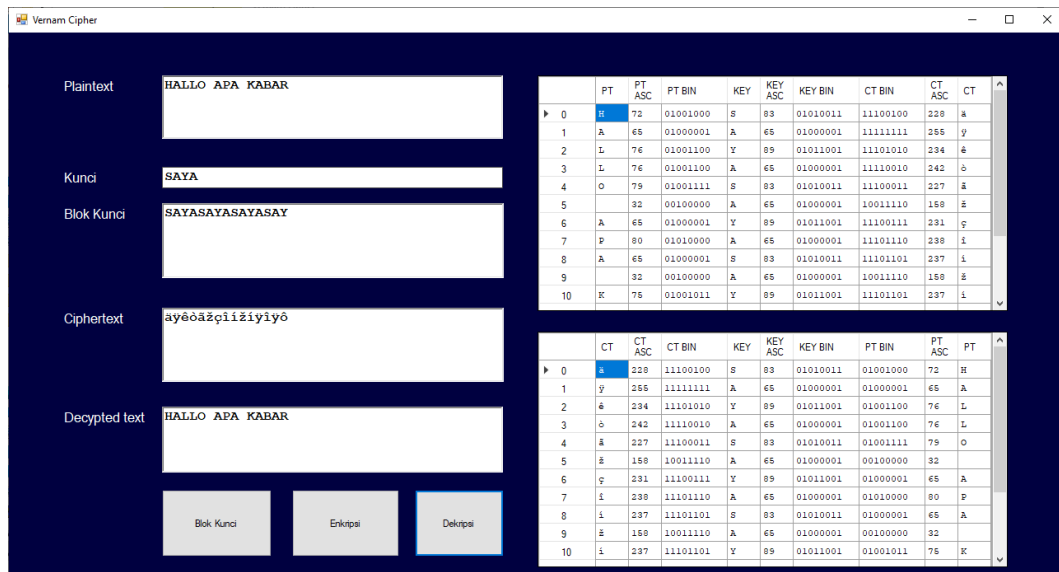 Vernam Cipher
Plaintext
HALLO APA KABAR
Kunci
SAYA
Blok Kunci
SAYASAYASAYASAY
Ciphertext
äÿêòãžçîížíÿîÿô
Decypted text
HALLO APA KABAR
Blok Kunci
Enkripsi
Dekripsi
PT PT ASC PT BIN KEY KEY ASC KEY BIN CT BIN CT ASC CT
0 H 72 01001000 S 83 01010011 11100100 228 ä
1 A 65 01000001 A 65 01000001 11111111 255 ÿ
2 L 76 01001100 Y 89 01011001 11101010 234 ê
3 L 76 01001100 A 65 01000001 11110010 242 ò
4 O 79 01001111 S 83 01010011 11100011 227 ã
5 32 00100000 A 65 01000001 10011110 158 ž
6 A 65 01000001 Y 89 01011001 11100111 231 ç
7 P 80 01010000 A 65 01000001 11101110 238 î
8 A 65 01000001 S 83 01010011 11101101 237 í
9 32 00100000 A 65 01000001 10011110 158 ž
10 K 75 01001011 Y 89 01011001 11101101 237 í
CT CT ASC CT BIN KEY KEY ASC KEY BIN PT BIN PT ASC PT
0 ä 228 11100100 S 83 01010011 01001000 72 H
1 ÿ 255 11111111 A 65 01000001 01000001 65 A
2 ê 234 11101010 Y 89 01011001 01001100 76 L
3 ò 242 11110010 A 65 01000001 01001100 76 L
4 ã 227 11100011 S 83 01010011 01001111 79 O
5 ž 158 10011110 A 65 01000001 00100000 32
6 ç 231 11100111 Y 89 01011001 01000001 65 A
7 î 238 11101110 A 65 01000001 01010000 80 P
8 í 237 11101101 S 83 01010011 01000001 65 A
9 ž 158 10011110 A 65 01000001 00100000 32
10 í 237 11101101 Y 89 01011001 01001011 75 K